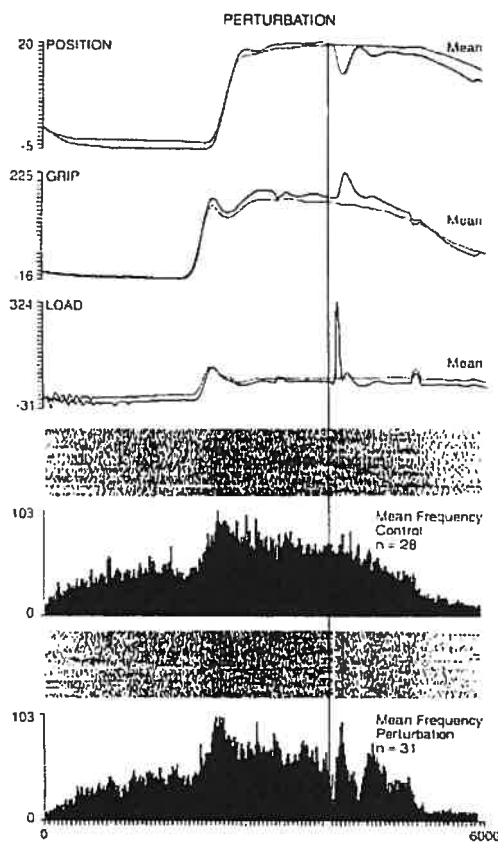 PERTURBATION
20
POSITION
Mean
-5
225
GRIP
Mean
-16
324
LOAD
Mean
-31
103
Mean Frequency
Control
n = 28
0
103
Mean Frequency
Perturbation
n = 31
0
0
6000